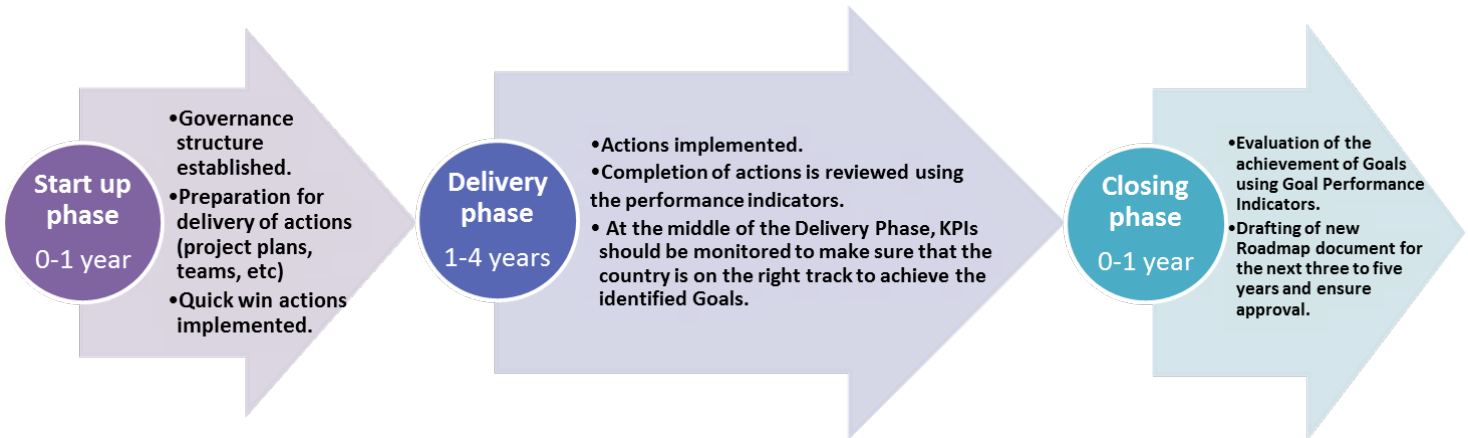 Start up
phase
0-1 year
•Governance
structure
established.
•Preparation for
delivery of actions
(project plans,
teams, etc)
•Quick win actions
implemented.
Delivery
phase
1-4 years
•Actions implemented.
•Completion of actions is reviewed using
the performance indicators.
• At the middle of the Delivery Phase, KPIs
should be monitored to make sure that the
country is on the right track to achieve the
identified Goals.
Closing
phase
0-1 year
•Evaluation of the
achievement of Goals
using Goal Performance
Indicators.
•Drafting of new
Roadmap document for
the next three to five
years and ensure
approval.